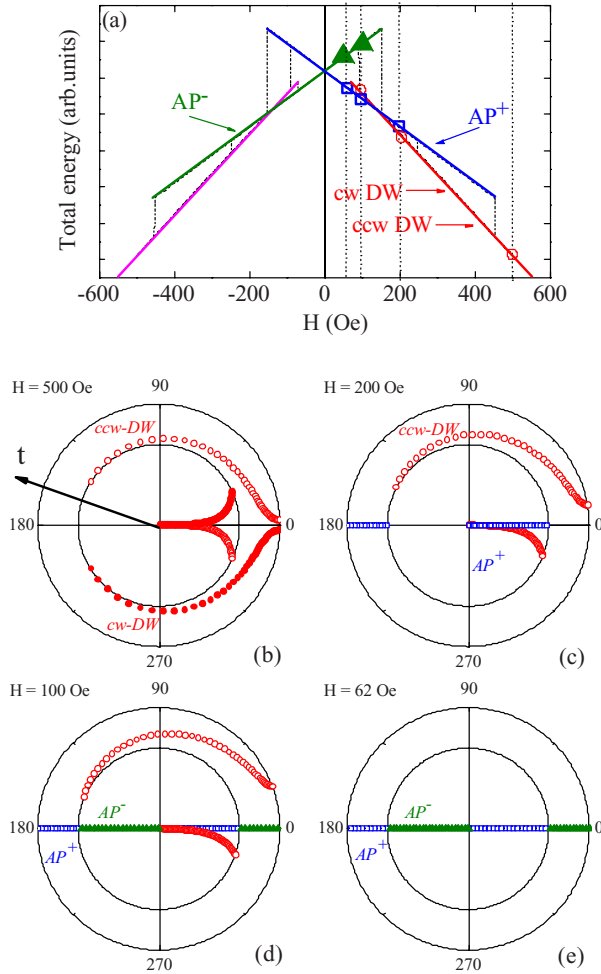 (a)
Total energy (arb.units)
AP-
AP+
cw DW
ccw DW
-600 -400 -200 0 200 400 600
H (Oe)
H = 500 Oe
90
ccw-DW
t
180
0
cw-DW
270
(b)
H = 200 Oe
90
ccw-DW
180
0
AP+
270
(c)
H = 100 Oe
90
AP-
180
0
AP+
270
(d)
H = 62 Oe
90
AP-
180
0
AP+
270
(e)